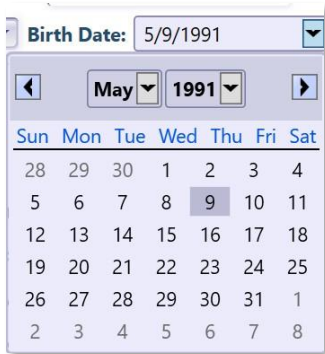 Birth Date: 5/9/1991
May 1991
Sun Mon Tue Wed Thu Fri Sat
28 29 30 1 2 3 4
5 6 7 8 9 10 11
12 13 14 15 16 17 18
19 20 21 22 23 24 25
26 27 28 29 30 31 1
2 3 4 5 6 7 8